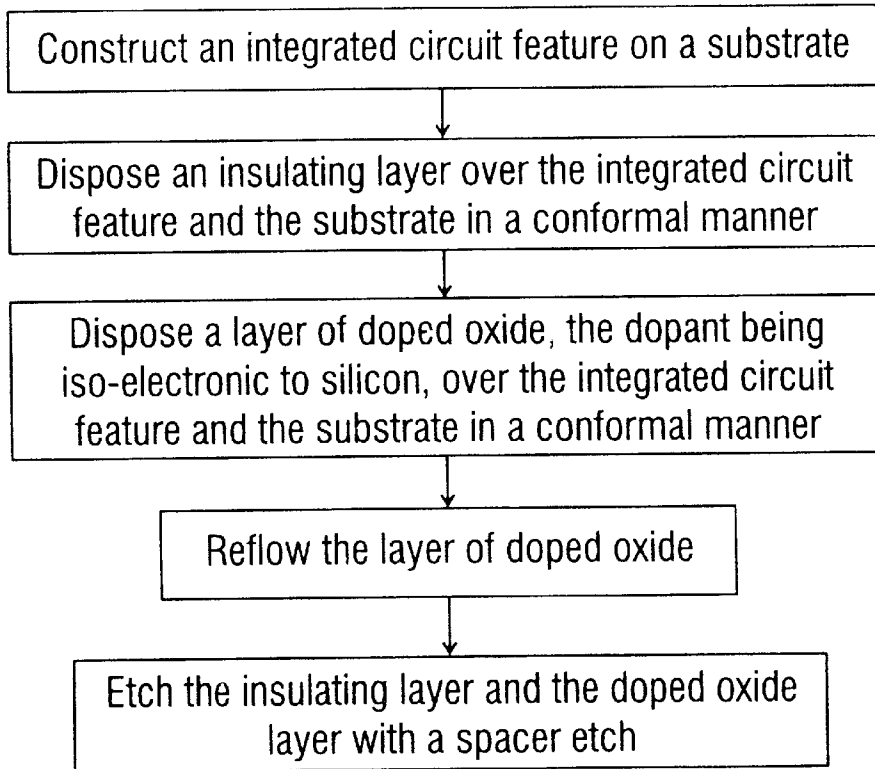 Construct an integrated circuit feature on a substrate
Dispose an insulating layer over the integrated circuit
feature and the substrate in a conformal manner
Dispose a layer of doped oxide, the dopant being
iso-electronic to silicon, over the integrated circuit
feature and the substrate in a conformal manner
Reflow the layer of doped oxide
Etch the insulating layer and the doped oxide
layer with a spacer etch